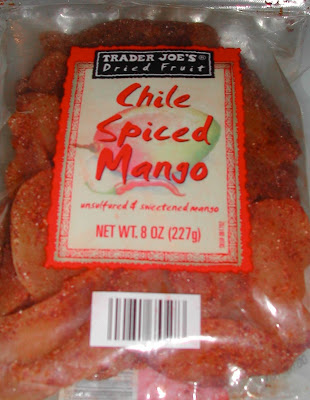 TRADER JOE'S®
Dried Fruit
Chile
Spiced
Mango
unsulfured & sweetened mango
NET WT. 8 OZ (227g)